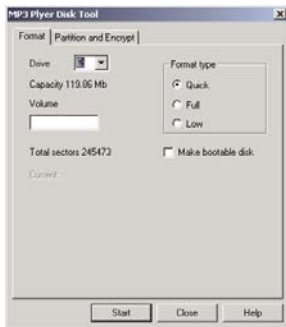 MP3 Plyer Disk Tool
Format
Partition and Encrypt
Drive
Format type
Capacity 119.06 Mb
Quick
Volume
Full
Low
Total sectors 245473
Make bootable disk
Current
Start
Close
Help